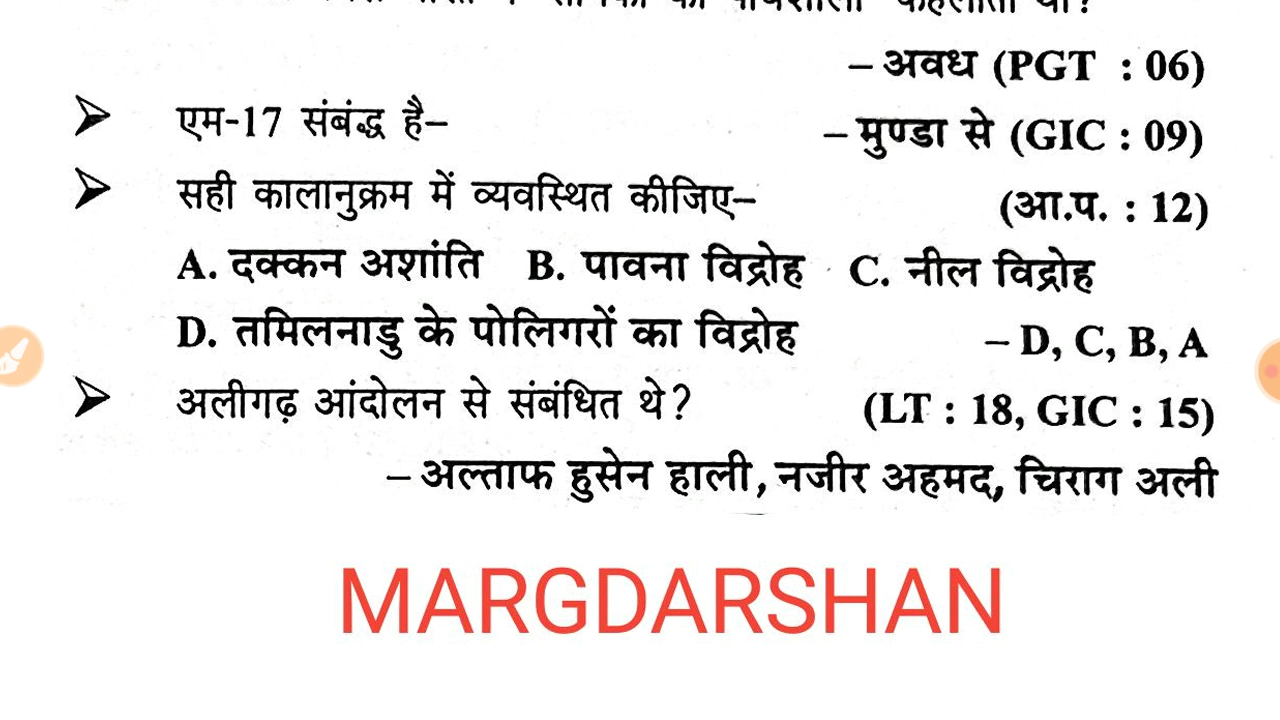 कहलाता था?
– अवध (PGT : 06)
➢ एम-17 संबंद्ध है– – मुण्डा से (GIC : 09)
➢ सही कालानुक्रम में व्यवस्थित कीजिए– (आ.प. : 12)
A. दक्कन अशांति B. पावना विद्रोह C. नील विद्रोह
D. तमिलनाडु के पोलिगरों का विद्रोह – D, C, B, A
➢ अलीगढ़ आंदोलन से संबंधित थे? (LT : 18, GIC : 15)
– अल्ताफ हुसेन हाली, नजीर अहमद, चिराग अली
MARGDARSHAN